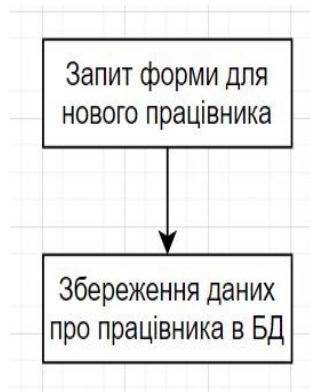 Запит форми для
нового працівника
Збереження даних
про працівника в БД